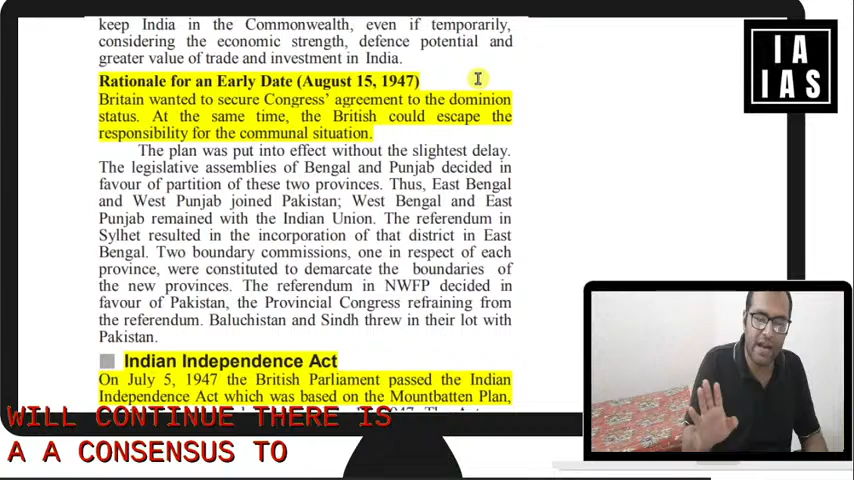 keep India in the Commonwealth, even if temporarily,
considering the economic strength, defence potential and
greater value of trade and investment in India.
Rationale for an Early Date (August 15, 1947)
Britain wanted to secure Congress' agreement to the dominion
status. At the same time, the British could escape the
responsibility for the communal situation.
The plan was put into effect without the slightest delay.
The legislative assemblies of Bengal and Punjab decided in
favour of partition of these two provinces. Thus, East Bengal
and West Punjab joined Pakistan; West Bengal and East
Punjab remained with the Indian Union. The referendum in
Sylhet resulted in the incorporation of that district in East
Bengal. Two boundary commissions, one in respect of each
province, were constituted to demarcate the boundaries of
the new provinces. The referendum in NWFP decided in
favour of Pakistan, the Provincial Congress refraining from
the referendum. Baluchistan and Sindh threw in their lot with
Pakistan.
Indian Independence Act
On July 5, 1947 the British Parliament passed the Indian
Independence Act which was based on the Mountbatten Plan,
IA
IAS
WILL CONTINUE THERE IS
A A CONSENSUS TO